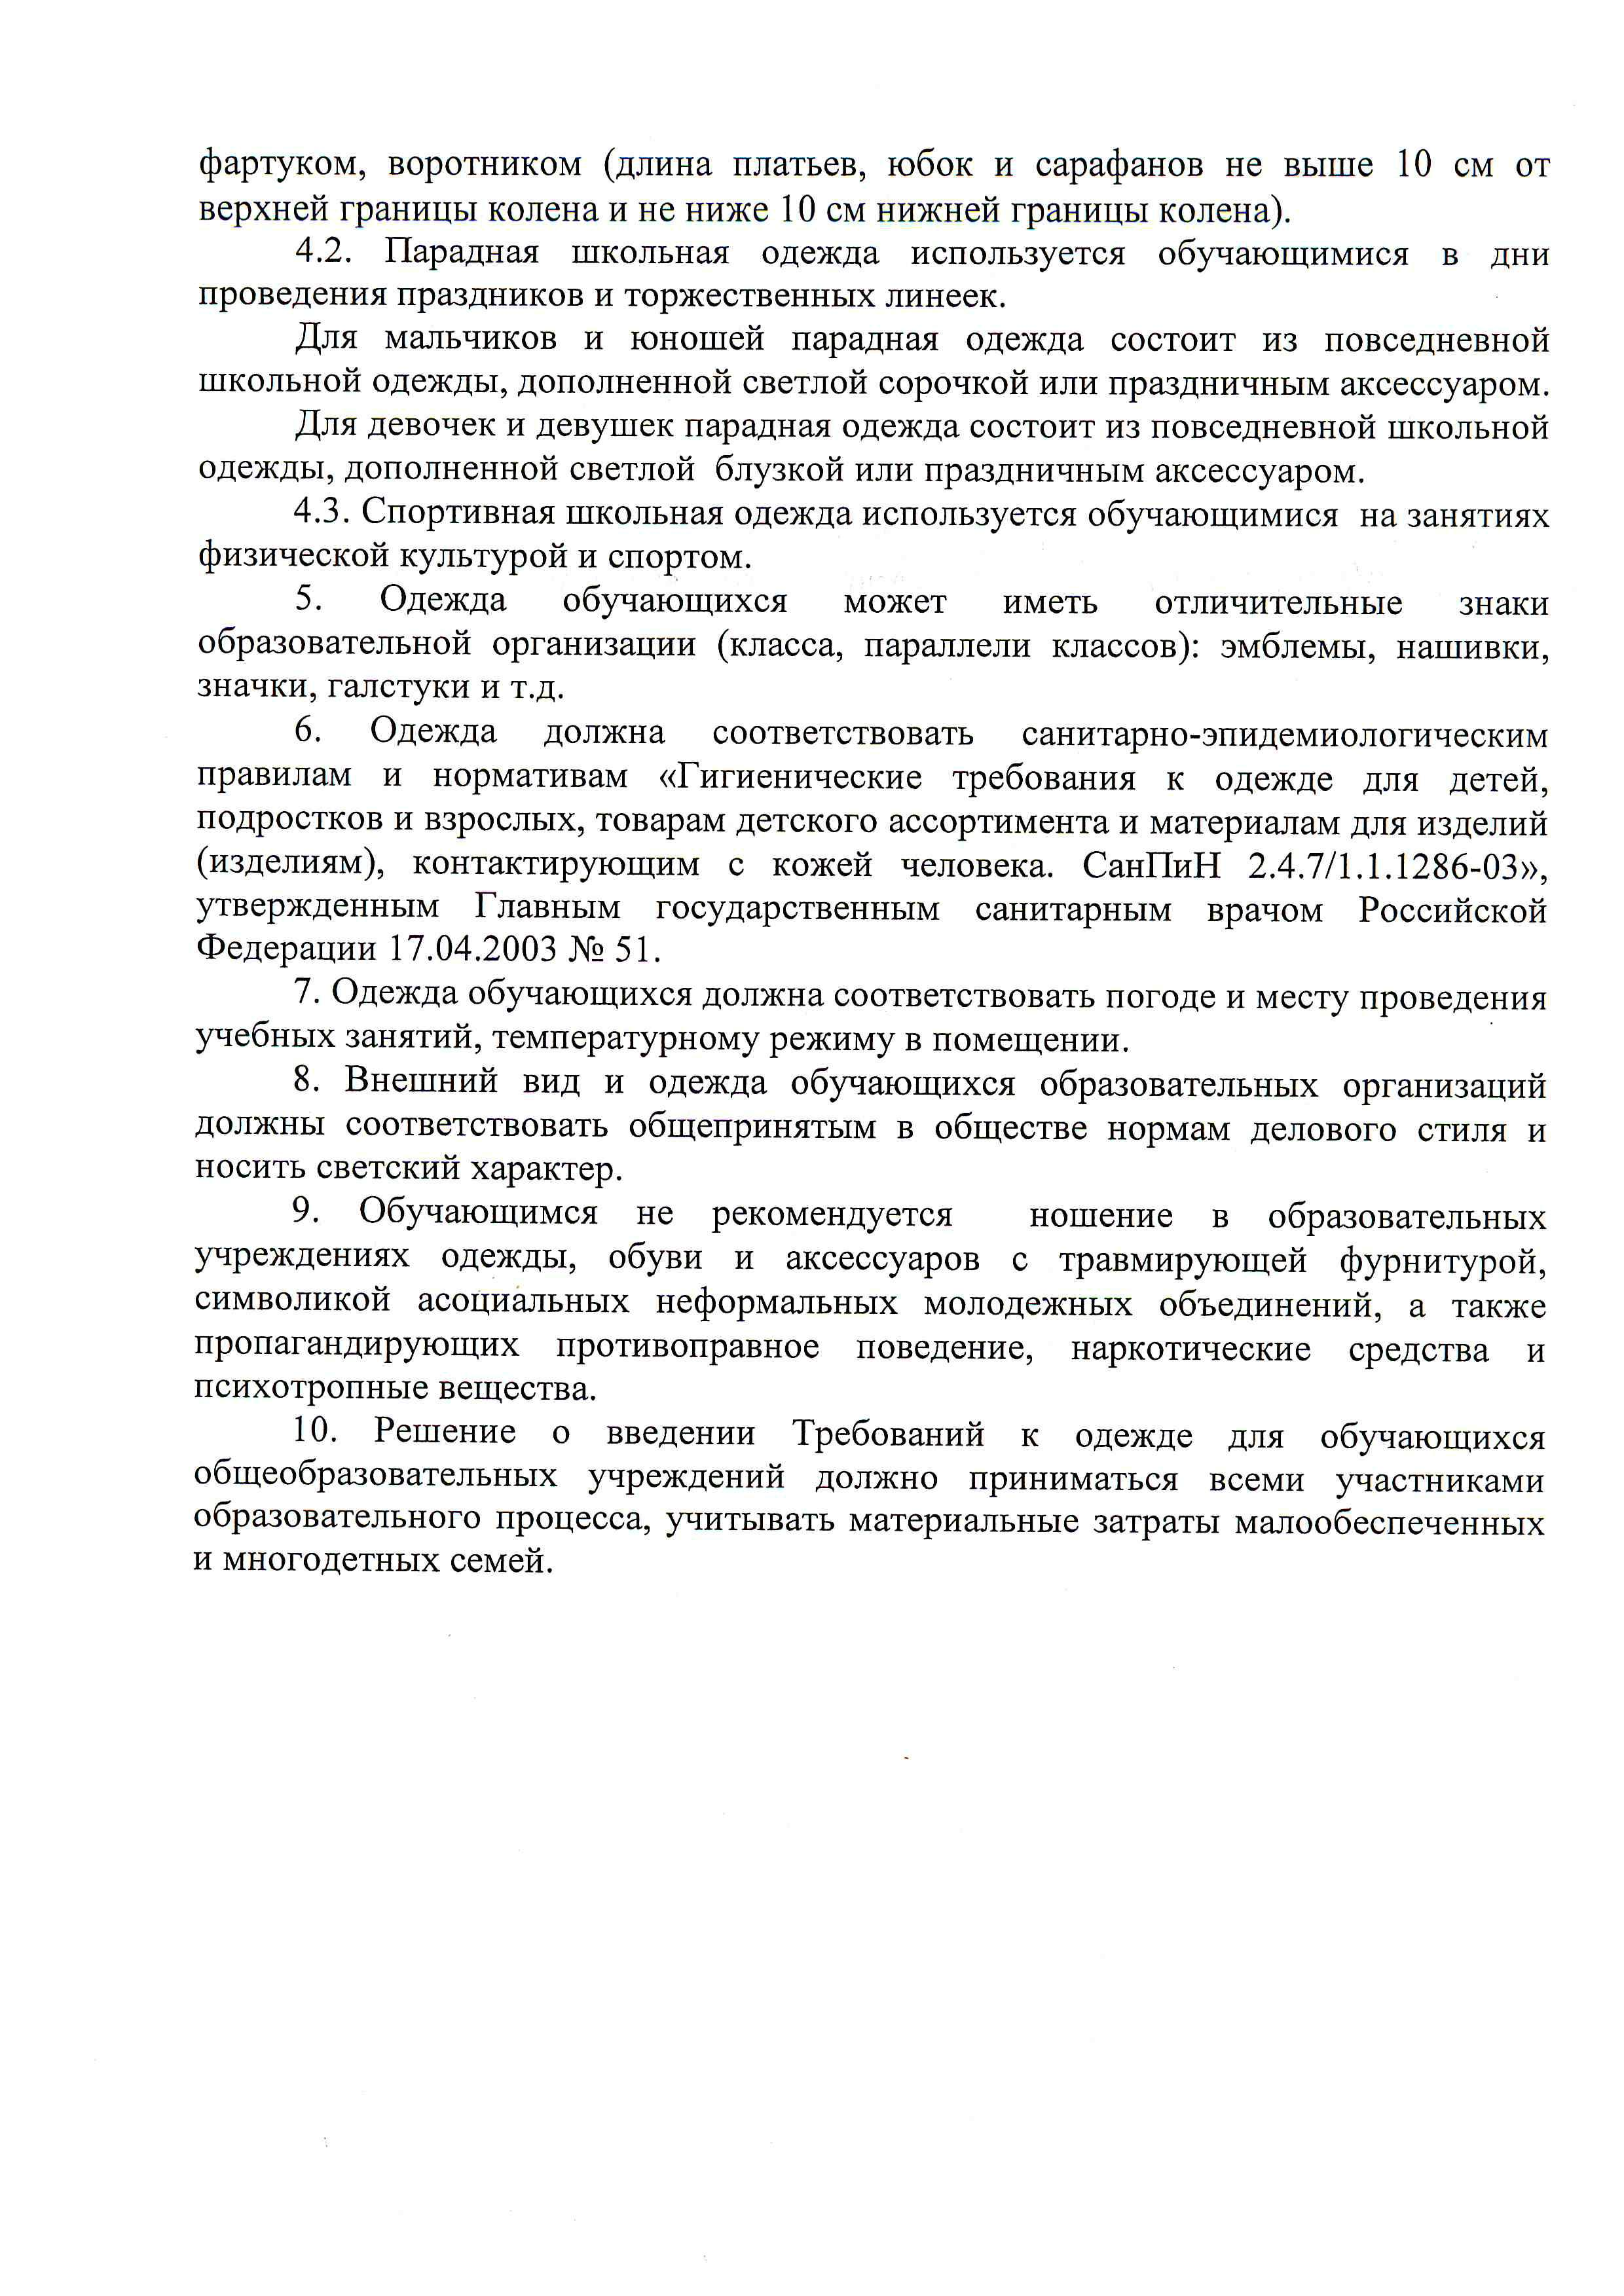 фартуком, воротником (длина платьев, юбок и сарафанов не выше 10 см от
верхней границы колена и не ниже 10 см нижней границы колена).
4.2. Парадная школьная одежда используется обучающимися в дни
проведения праздников и торжественных линеек.
Для мальчиков и юношей парадная одежда состоит из повседневной
школьной одежды, дополненной светлой сорочкой или праздничным аксессуаром.
Для девочек и девушек парадная одежда состоит из повседневной школьной
одежды, дополненной светлой блузкой или праздничным аксессуаром.
4.3. Спортивная школьная одежда используется обучающимися на занятиях
физической культурой и спортом.
5. Одежда обучающихся может иметь отличительные знаки
образовательной организации (класса, параллели классов): эмблемы, нашивки,
значки, галстуки и т.д.
6. Одежда должна соответствовать санитарно-эпидемиологическим
правилам и нормативам «Гигиенические требования к одежде для детей,
подростков и взрослых, товарам детского ассортимента и материалам для изделий
(изделиям), контактирующим с кожей человека. СанПиН 2.4.7/1.1.1286-03»,
утвержденным Главным государственным санитарным врачом Российской
Федерации 17.04.2003 № 51.
7. Одежда обучающихся должна соответствовать погоде и месту проведения
учебных занятий, температурному режиму в помещении.
8. Внешний вид и одежда обучающихся образовательных организаций
должны соответствовать общепринятым в обществе нормам делового стиля и
носить светский характер.
9. Обучающимся не рекомендуется ношение в образовательных
учреждениях одежды, обуви и аксессуаров с травмирующей фурнитурой,
символикой асоциальных неформальных молодежных объединений, а также
пропагандирующих противоправное поведение, наркотические средства и
психотропные вещества.
10. Решение о введении Требований к одежде для обучающихся
общеобразовательных учреждений должно приниматься всеми участниками
образовательного процесса, учитывать материальные затраты малообеспеченных
и многодетных семей.